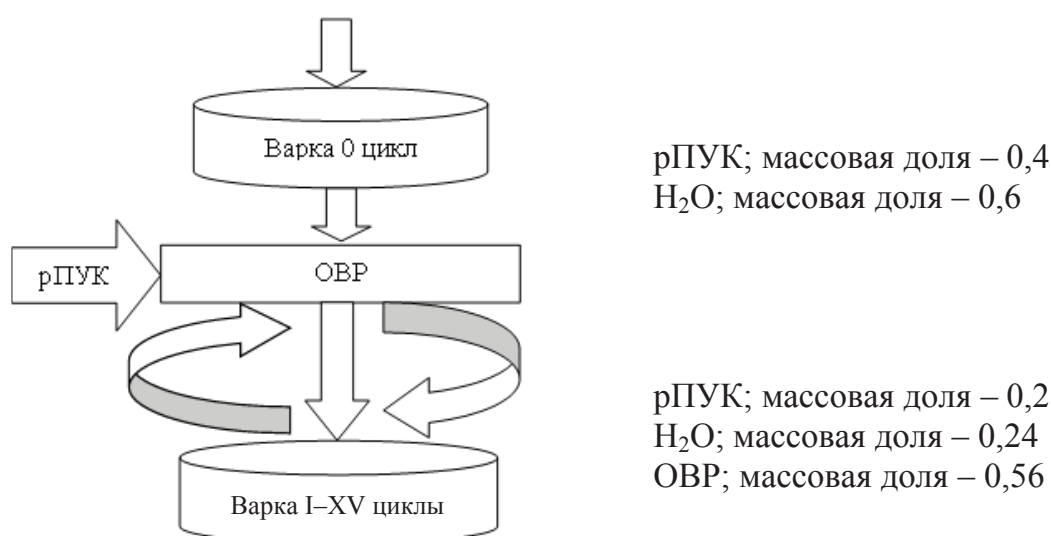 Варка 0 цикл
рПУК; массовая доля – 0,4
H₂O; массовая доля – 0,6
рПУК
ОВР
рПУК; массовая доля – 0,2
H₂O; массовая доля – 0,24
ОВР; массовая доля – 0,56
Варка I–XV циклы